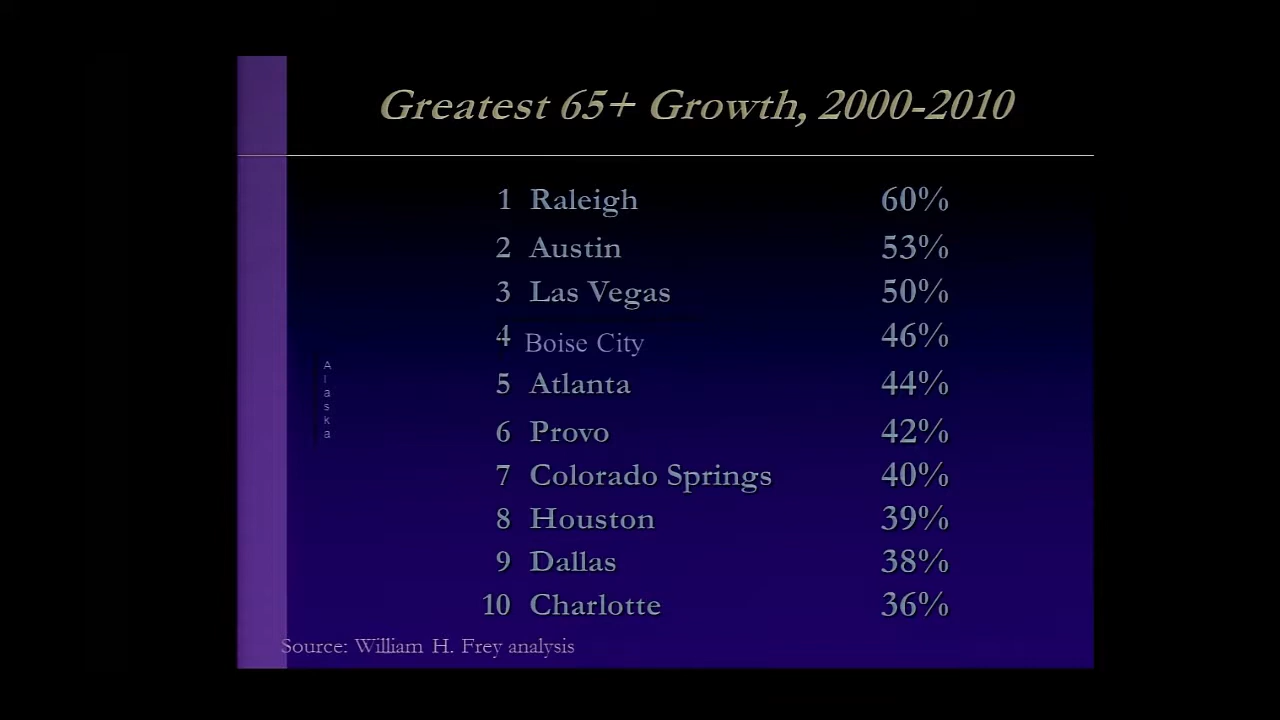 Greatest 65+ Growth, 2000-2010
1 Raleigh 60%
2 Austin 53%
3 Las Vegas 50%
4 Boise City 46%
5 Atlanta 44%
6 Provo 42%
7 Colorado Springs 40%
8 Houston 39%
9 Dallas 38%
10 Charlotte 36%
Alaska
Source: William H. Frey analysis